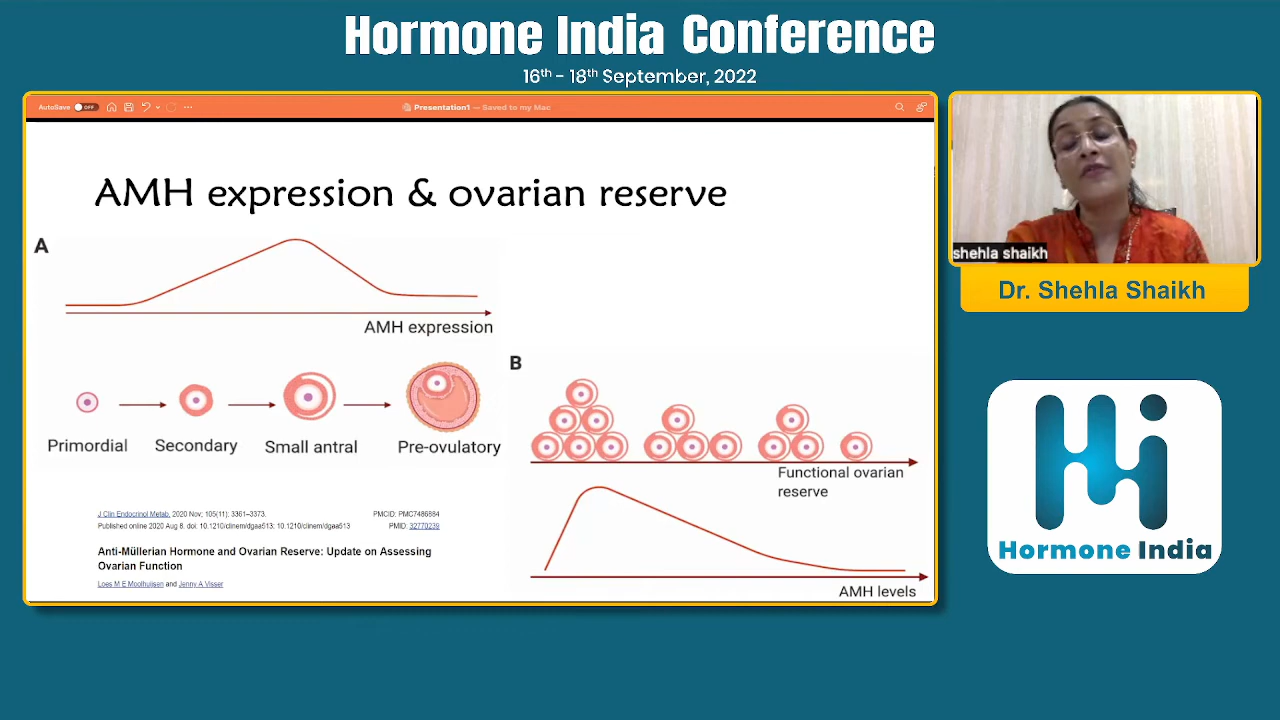 Hormone India Conference
16th - 18th September, 2022
AutoSave OFF
Presentation1 — Saved to my Mac
AMH expression & ovarian reserve
A
AMH expression
Primordial
Secondary
Small antral
Pre-ovulatory
B
Functional ovarian
reserve
AMH levels
J Clin Endocrinol Metab. 2020 Nov; 105(11): 3361–3373.
PMCID: PMC7486884
Published online 2020 Aug 8. doi: 10.1210/clinem/dgaa513: 10.1210/clinem/dgaa513
PMID: 32770239
Anti-Müllerian Hormone and Ovarian Reserve: Update on Assessing
Ovarian Function
Loes M E Moolhuijsen and Jenny A Visser
shehla shaikh
Dr. Shehla Shaikh
Hormone India